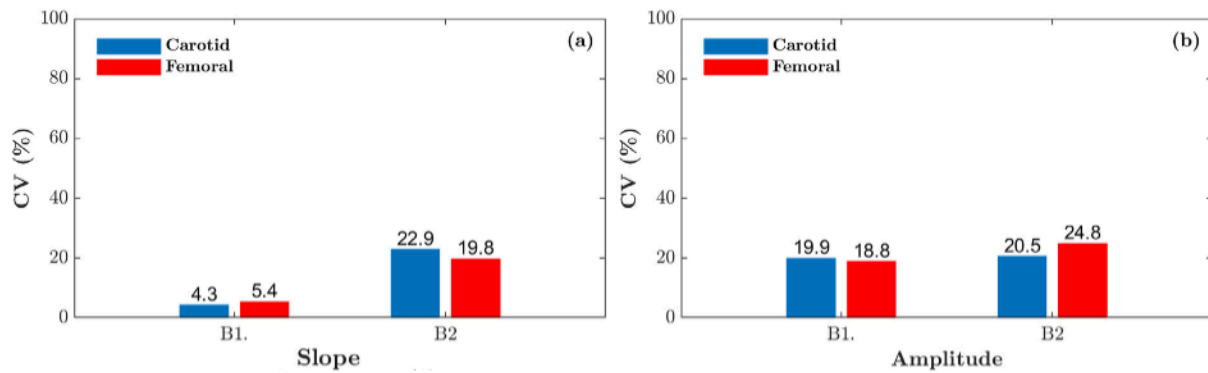 (a)
Carotid
Femoral
CV (%)
100
80
60
40
20
0
4.3
5.4
22.9
19.8
B1.
B2
Slope
(b)
Carotid
Femoral
CV (%)
100
80
60
40
20
0
19.9
18.8
20.5
24.8
B1.
B2
Amplitude